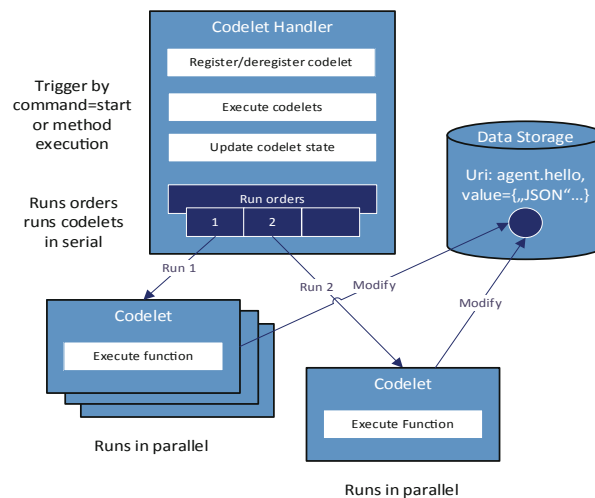 Codelet Handler
Register/deregister codelet
Execute codelets
Update codelet state
Run orders
1
2
Trigger by
command=start
or method
execution
Runs orders
runs codelets
in serial
Data Storage
Uri: agent.hello,
value={„JSON“...}
Run 1
Run 2
Modify
Modify
Codelet
Execute function
Runs in parallel
Codelet
Execute Function
Runs in parallel